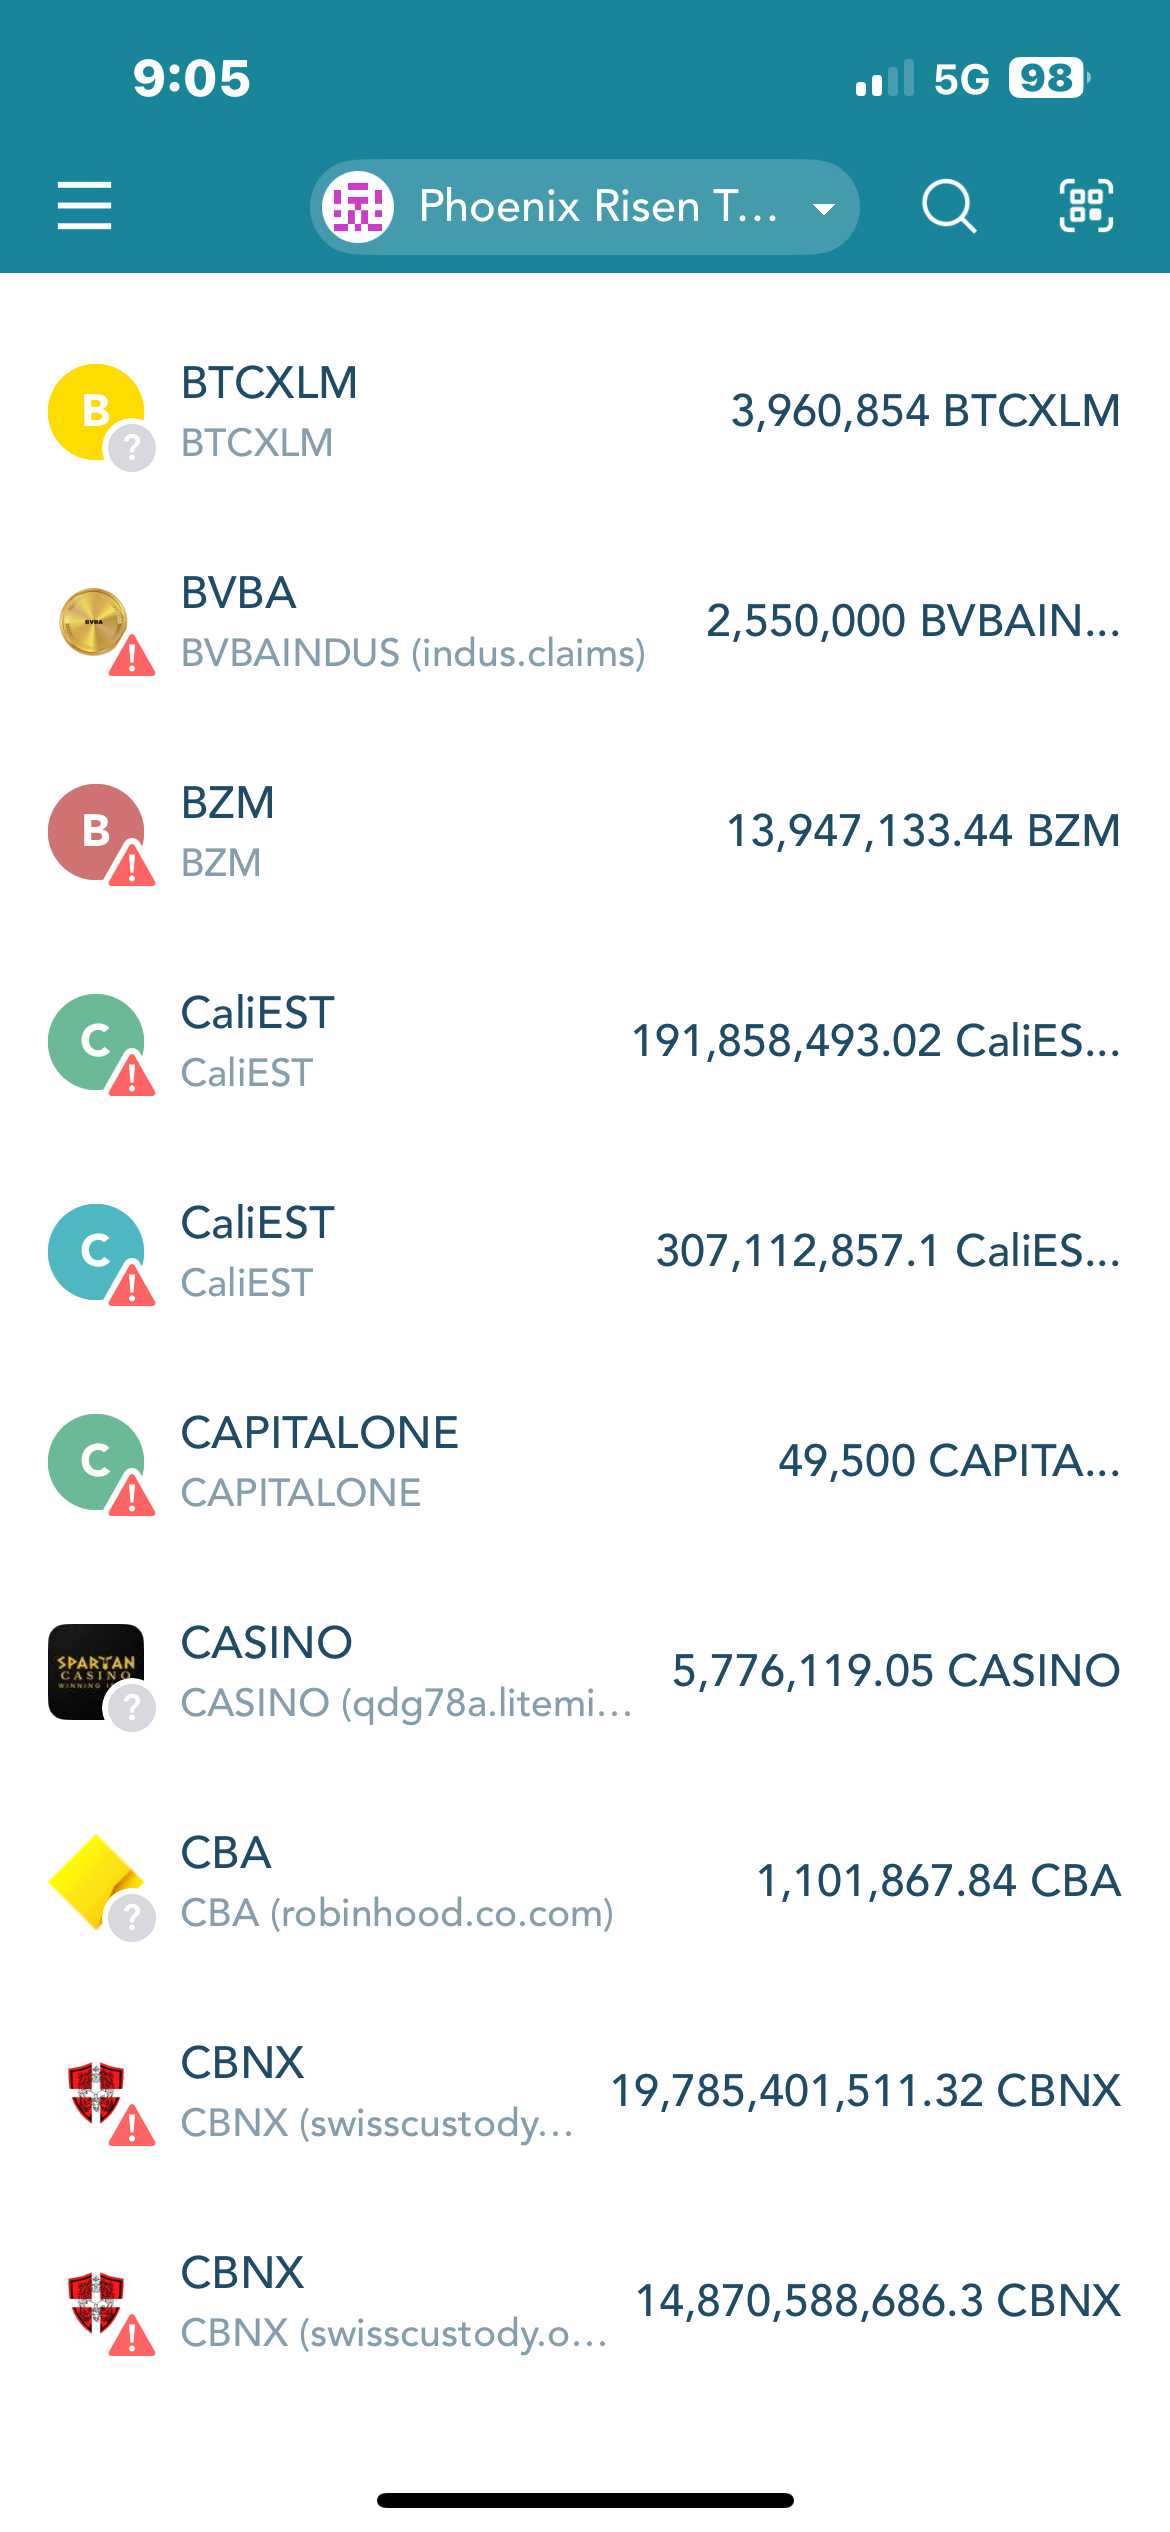 9:05
5G 98
Phoenix Risen T...
B
?
BTCXLM
BTCXLM
3,960,854 BTCXLM
BVBA
BVBA
BVBAINDUS (indus.claims)
2,550,000 BVBAIN...
B
BZM
BZM
13,947,133.44 BZM
C
CaliEST
CaliEST
191,858,493.02 CaliES...
C
CaliEST
CaliEST
307,112,857.1 CaliES...
C
CAPITALONE
CAPITALONE
49,500 CAPITA...
SPARTAN
CASINO
WINNING
?
CASINO
CASINO (qdg78a.litemi...
5,776,119.05 CASINO
?
CBA
CBA (robinhood.co.com)
1,101,867.84 CBA
CBNX
CBNX (swisscustody...
19,785,401,511.32 CBNX
CBNX
CBNX (swisscustody.o...
14,870,588,686.3 CBNX